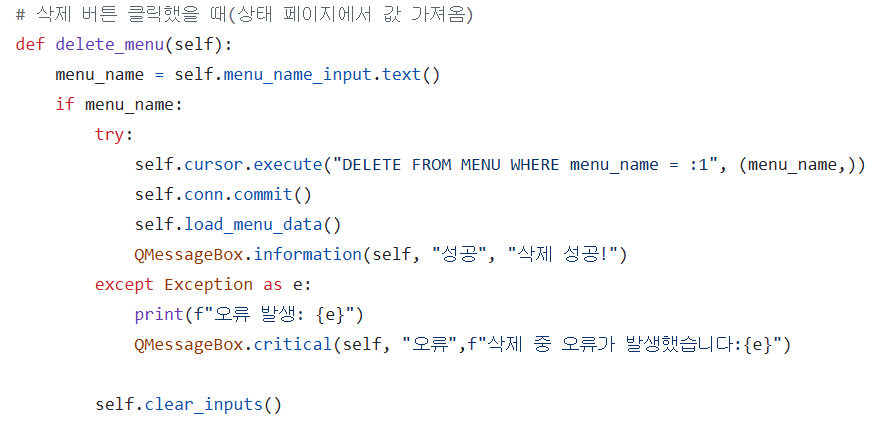 # 삭제 버튼 클릭했을 때(상태 페이지에서 값 가져옴)
def delete_menu(self):
    menu_name = self.menu_name_input.text()
    if menu_name:
        try:
            self.cursor.execute("DELETE FROM MENU WHERE menu_name = :1", (menu_name,))
            self.conn.commit()
            self.load_menu_data()
            QMessageBox.information(self, "성공", "삭제 성공!")
        except Exception as e:
            print(f"오류 발생: {e}")
            QMessageBox.critical(self, "오류",f"삭제 중 오류가 발생했습니다:{e}")
        self.clear_inputs()